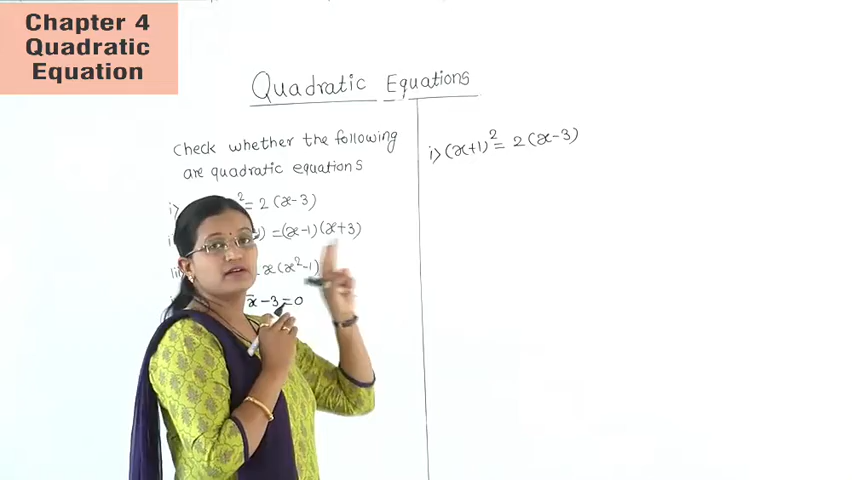 Chapter 4
Quadratic
Equation
Quadratic Equations
Check whether the following
are quadratic equations
i> ² = 2 (x-3)
) = (x-1) (x+3)
x (x²-1)
x -3 = 0
i> (x+1)² = 2 (x-3)